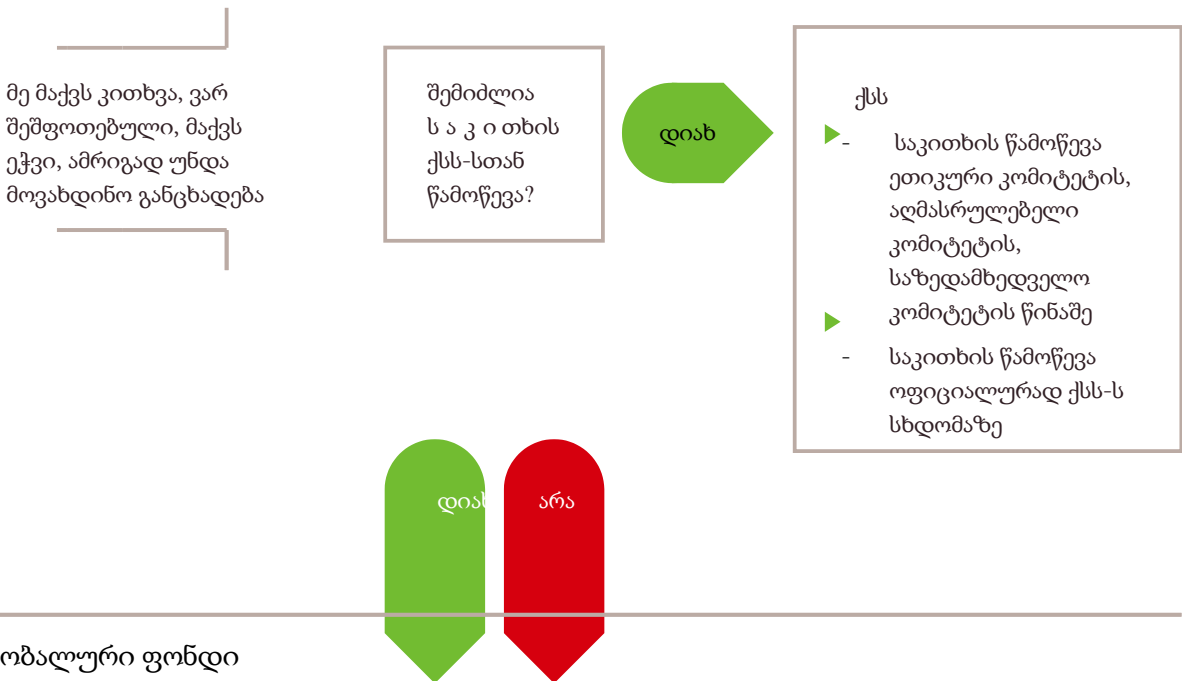 მე მაქვს კითხვა, ვარ
შეშფოთებული, მაქვს
ეჭვი, ამრიგად უნდა
მოვახდინო განცხადება
შემიძლია
ს ა კ ი თხის
ქსს-სთან
წამოწევა?
დიახ
ქსს
- საკითხის წამოწევა
ეთიკური კომიტეტის,
აღმასრულებელი
კომიტეტის,
საზედამხედველო
კომიტეტის წინაშე
- საკითხის წამოწევა
ოფიციალურად ქსს-ს
სხდომაზე
დიახ
არა
ობალური ფონდი